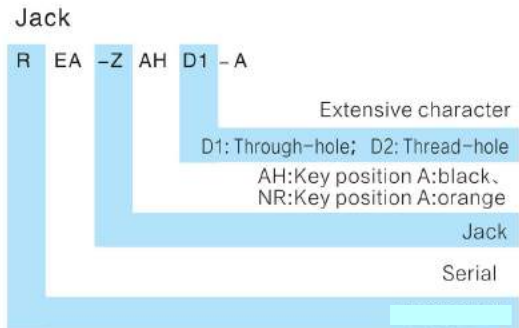 Jack
R EA -Z AH D1 - A
Extensive character
D1: Through-hole; D2: Thread-hole
AH:Key position A:black、
NR:Key position A:orange
Jack
Serial